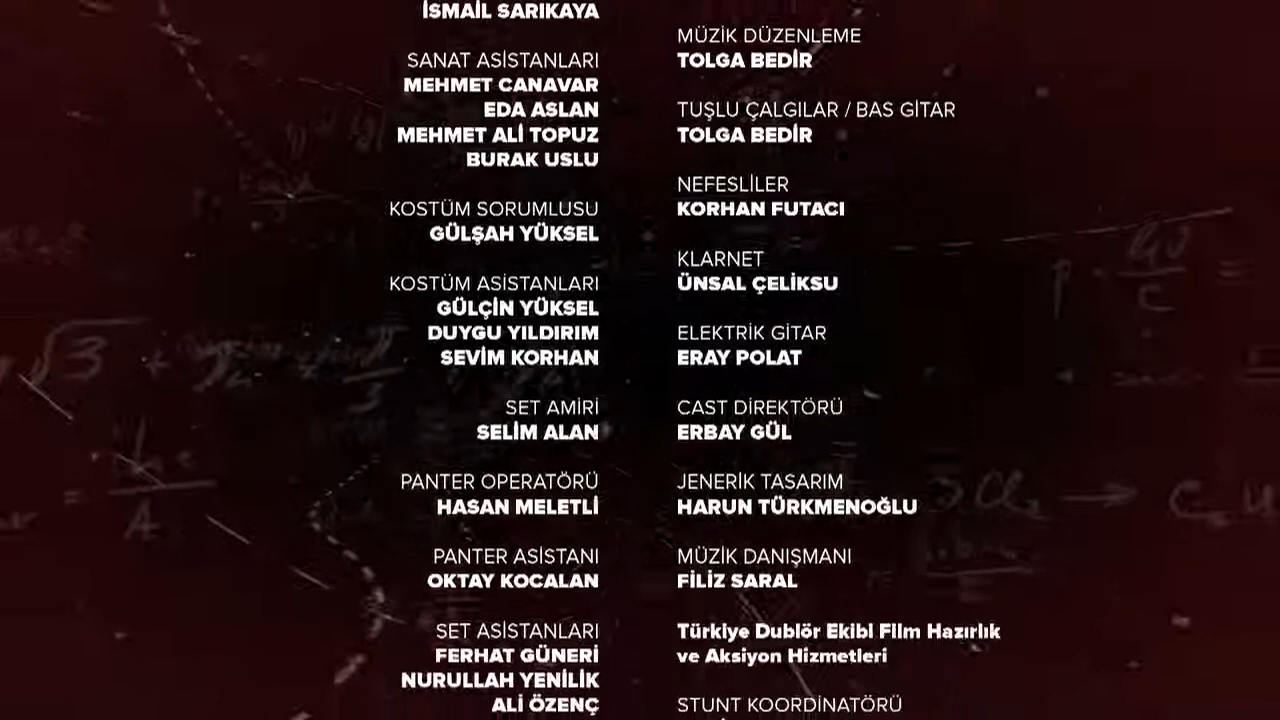 İSMAİL SARIKAYA
SANAT ASİSTANLARI
MEHMET CANAVAR
EDA ASLAN
MEHMET ALİ TOPUZ
BURAK USLU
KOSTÜM SORUMLUSU
GÜLŞAH YÜKSEL
KOSTÜM ASİSTANLARI
GÜLÇİN YÜKSEL
DUYGU YILDIRIM
SEVİM KORHAN
SET AMİRİ
SELİM ALAN
PANTER OPERATÖRÜ
HASAN MELETLİ
PANTER ASİSTANI
OKTAY KOCALAN
SET ASİSTANLARI
FERHAT GÜNERİ
NURULLAH YENİLİK
ALİ ÖZENÇ
MÜZİK DÜZENLEME
TOLGA BEDİR
TUŞLU ÇALGILAR / BAS GİTAR
TOLGA BEDİR
NEFESLİLER
KORHAN FUTACI
KLARNET
ÜNSAL ÇELİKSU
ELEKTRİK GİTAR
ERAY POLAT
CAST DİREKTÖRÜ
ERBAY GÜL
JENERİK TASARIM
HARUN TÜRKMENOĞLU
MÜZİK DANIŞMANI
FİLİZ SARAL
Türkiye Dublör Ekibi Film Hazırlık
ve Aksiyon Hizmetleri
STUNT KOORDİNATÖRÜ